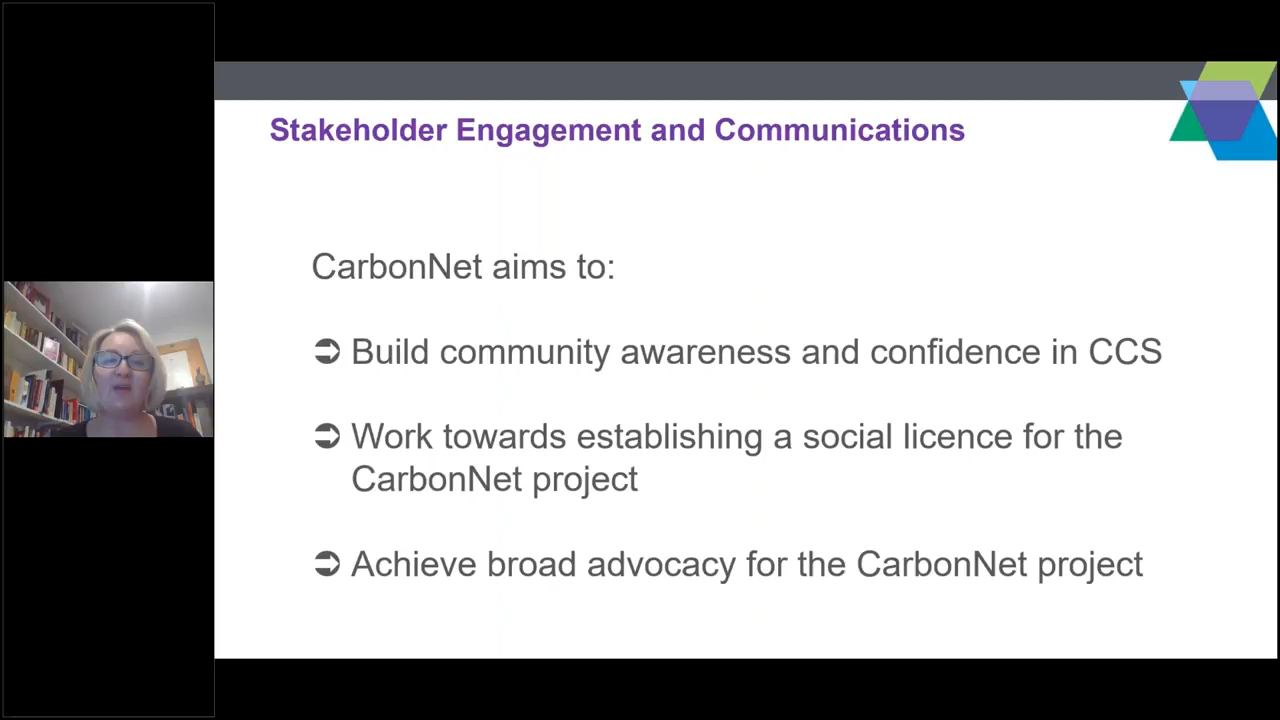 Stakeholder Engagement and Communications
CarbonNet aims to:
➲ Build community awareness and confidence in CCS
➲ Work towards establishing a social licence for the
CarbonNet project
➲ Achieve broad advocacy for the CarbonNet project